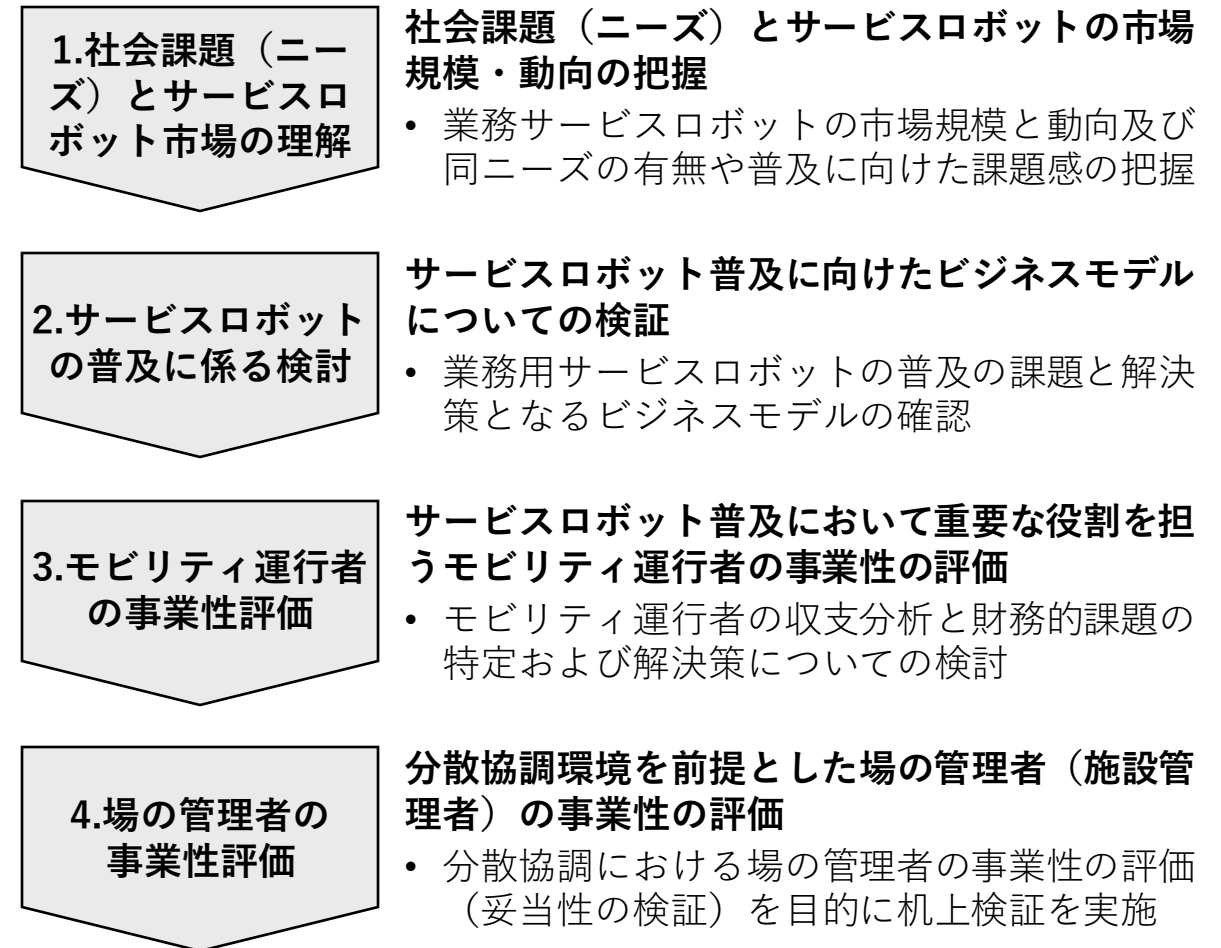 1.社会課題（ニー
ズ）とサービスロ
ボット市場の理解
社会課題（ニーズ）とサービスロボットの市場
規模・動向の把握
• 業務サービスロボットの市場規模と動向及び
同ニーズの有無や普及に向けた課題感の把握
2.サービスロボット
の普及に係る検討
サービスロボット普及に向けたビジネスモデル
についての検証
• 業務用サービスロボットの普及の課題と解決
策となるビジネスモデルの確認
3.モビリティ運行者
の事業性評価
サービスロボット普及において重要な役割を担
うモビリティ運行者の事業性の評価
• モビリティ運行者の収支分析と財務的課題の
特定および解決策についての検討
4.場の管理者の
事業性評価
分散協調環境を前提とした場の管理者（施設管
理者）の事業性の評価
• 分散協調における場の管理者の事業性の評価
（妥当性の検証）を目的に机上検証を実施